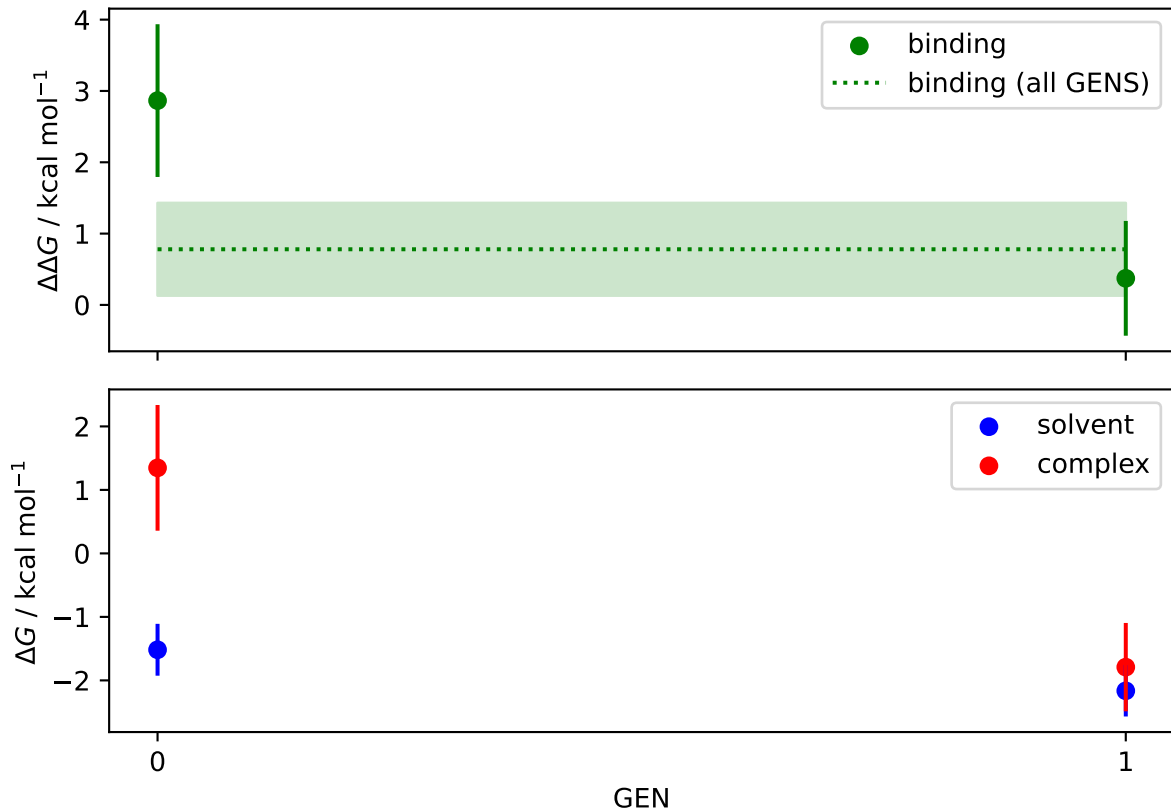 4
3
2
1
0
ΔΔG / kcal mol⁻¹
binding
binding (all GENS)
2
1
0
−1
−2
ΔG / kcal mol⁻¹
solvent
complex
0
1
GEN